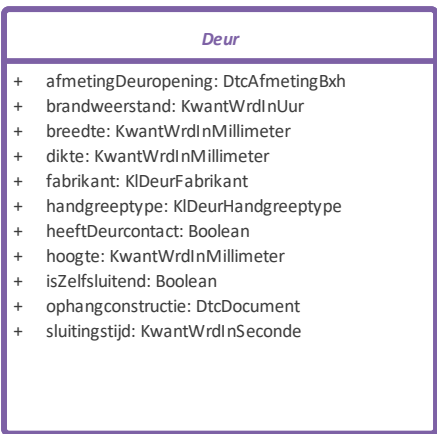 Deur
+ afmetingDeuropening: DtcAfmetingBxh
+ brandweerstand: KwantWrdInUur
+ breedte: KwantWrdInMillimeter
+ dikte: KwantWrdInMillimeter
+ fabrikant: KlDeurFabrikant
+ handgreeptype: KlDeurHandgreeptype
+ heeftDeurcontact: Boolean
+ hoogte: KwantWrdInMillimeter
+ isZelfsluitend: Boolean
+ ophangconstructie: DtcDocument
+ sluitingstijd: KwantWrdInSeconde